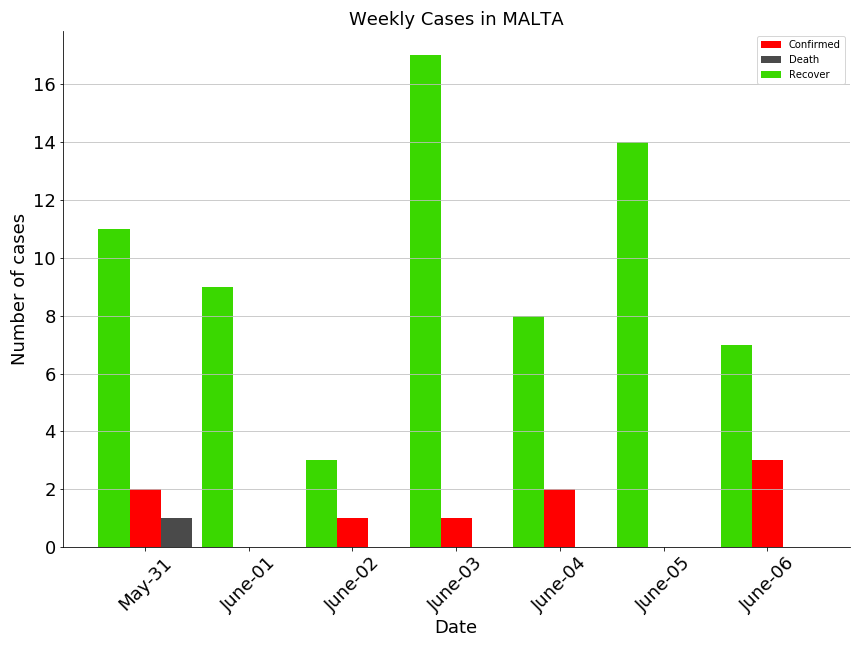 Weekly Cases in MALTA
Confirmed
Death
Recover
Number of cases
16
14
12
10
8
6
4
2
0
May-31
June-01
June-02
June-03
June-04
June-05
June-06
Date